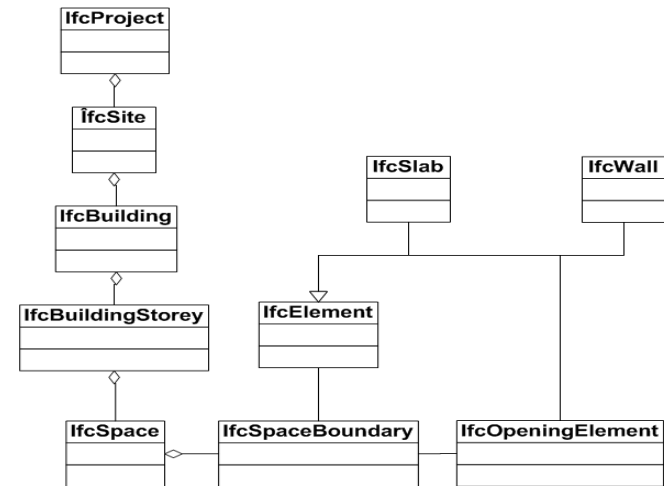 IfcProject
ÎfcSite
IfcSlab
IfcWall
IfcBuilding
IfcBuildingStorey
IfcElement
IfcSpace
IfcSpaceBoundary
IfcOpeningElement